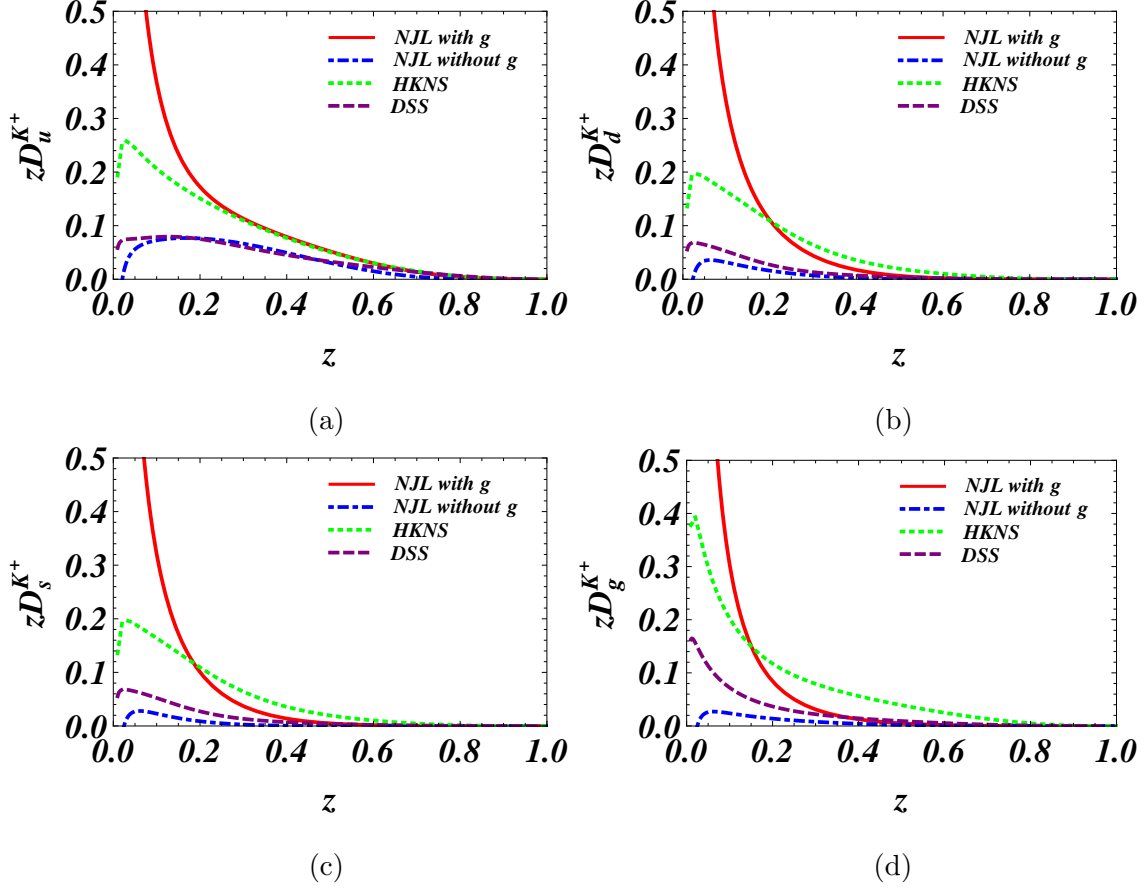 NJL with g
NJL without g
HKNS
DSS
zD_u^{K^+}
0.5
0.4
0.3
0.2
0.1
0.0
0.0 0.2 0.4 0.6 0.8 1.0
z
(a)
NJL with g
NJL without g
HKNS
DSS
zD_d^{K^+}
0.5
0.4
0.3
0.2
0.1
0.0
0.0 0.2 0.4 0.6 0.8 1.0
z
(b)
NJL with g
NJL without g
HKNS
DSS
zD_s^{K^+}
0.5
0.4
0.3
0.2
0.1
0.0
0.0 0.2 0.4 0.6 0.8 1.0
z
(c)
NJL with g
NJL without g
HKNS
DSS
zD_g^{K^+}
0.5
0.4
0.3
0.2
0.1
0.0
0.0 0.2 0.4 0.6 0.8 1.0
z
(d)